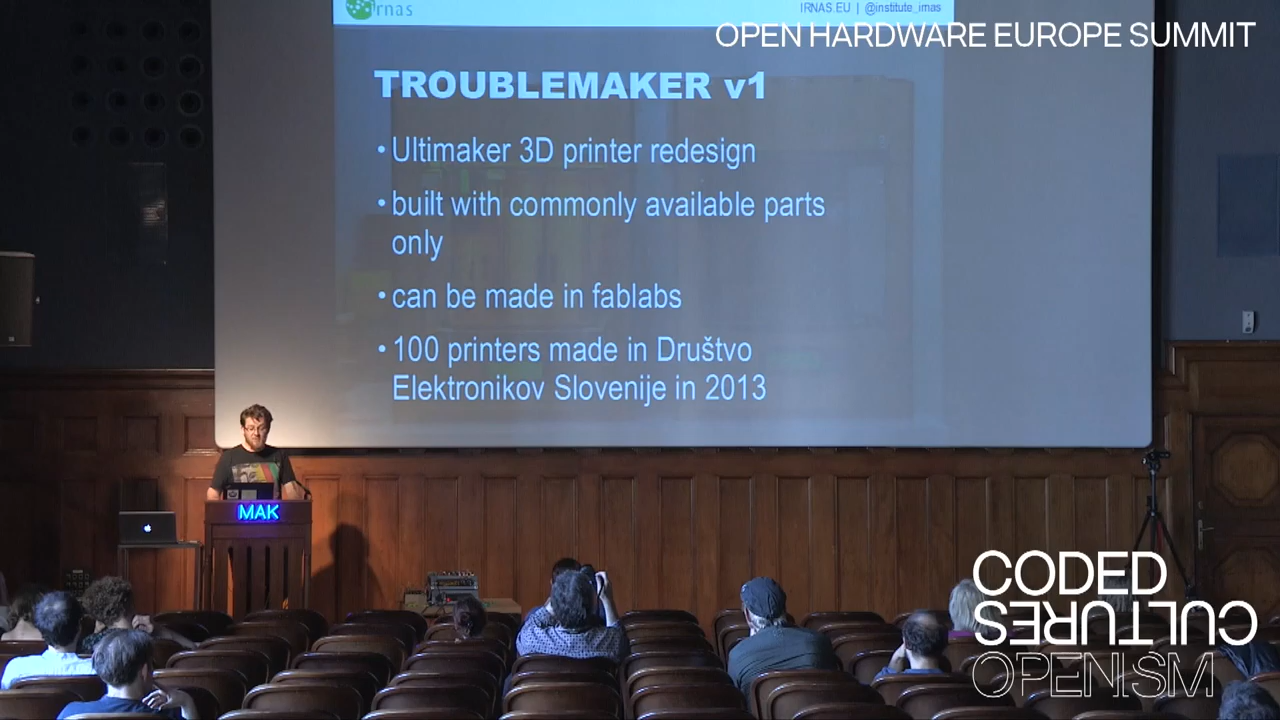 irnas
IRNAS.EU | @institute_irnas
OPEN HARDWARE EUROPE SUMMIT
TROUBLEMAKER v1
• Ultimaker 3D printer redesign
• built with commonly available parts
only
• can be made in fablabs
• 100 printers made in Društvo
Elektronikov Slovenije in 2013
MAK
CODED
CULTURES
OPENISM